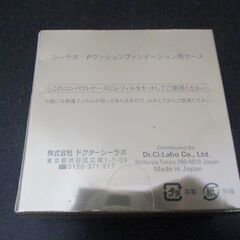 シーラボ Pクッションファンデーション用ケース
このコンパクトケースにレフィルをセットしてご使用ください。
株式会社 ドクターシーラボ
東京都渋谷区広尾1-1-39
0120-371-217
Distributed by
Dr.Ci:Labo Co., Ltd.
Shibuya,Tokyo,150-0012 Japan
Made in Japan
容器 外装